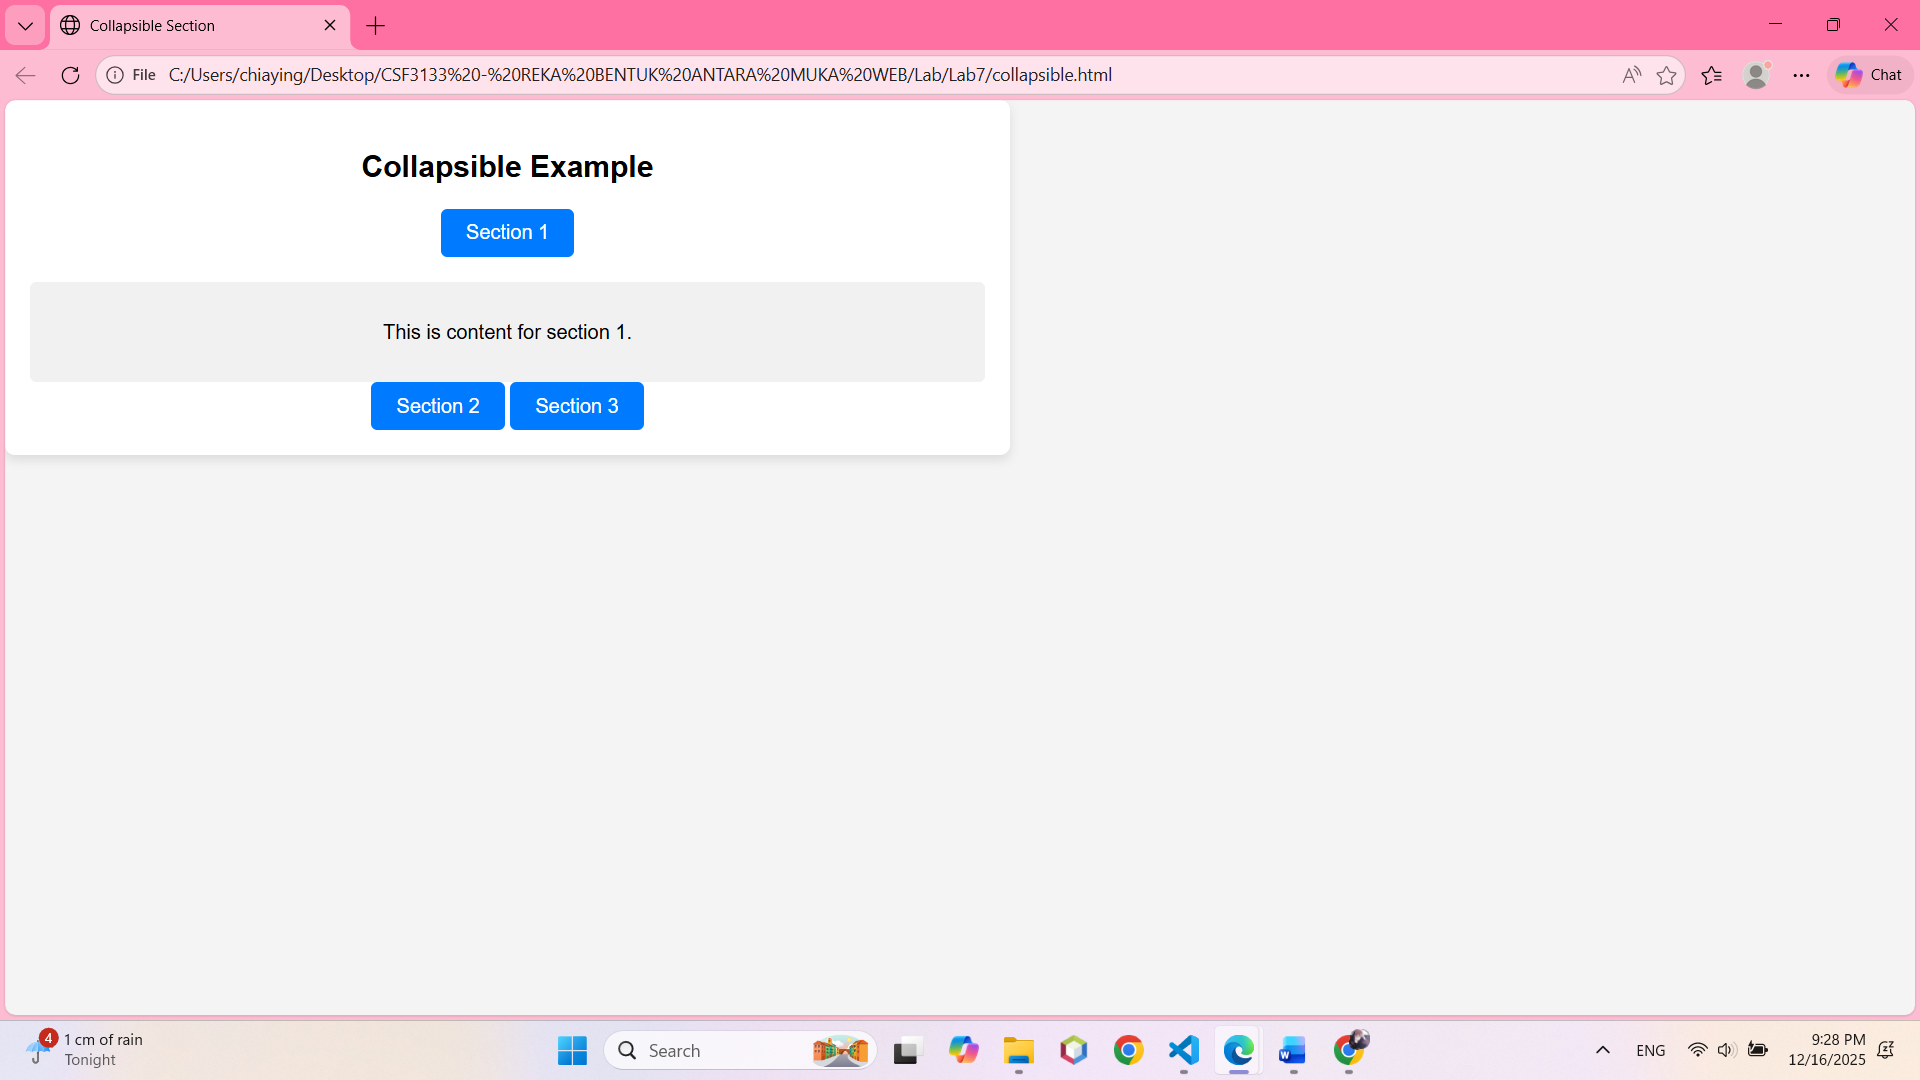 Collapsible Section
File C:/Users/chiaying/Desktop/CSF3133%20-%20REKA%20BENTUK%20ANTARA%20MUKA%20WEB/Lab/Lab7/collapsible.html
Chat
Collapsible Example
Section 1
This is content for section 1.
Section 2 Section 3
4
1 cm of rain
Tonight
Search
ENG
9:28 PM
12/16/2025